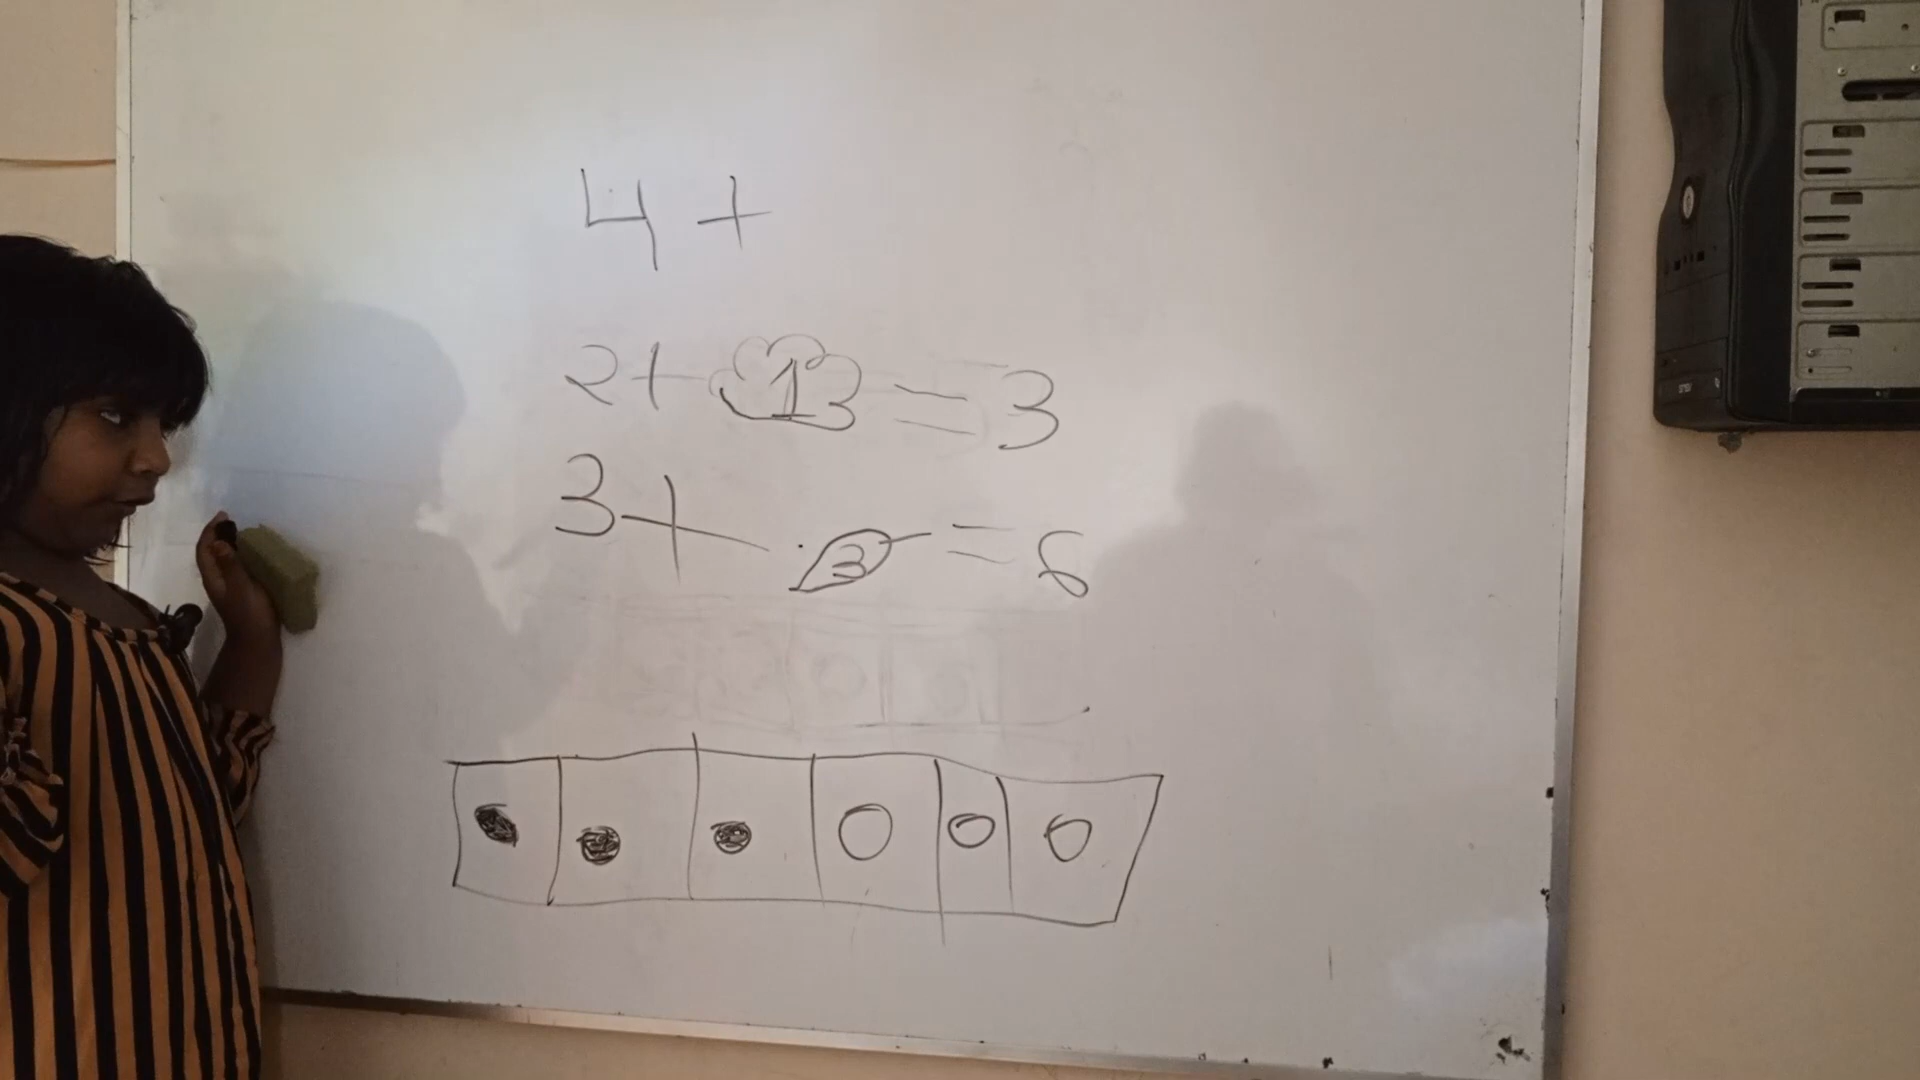 4 +
2 + 1 = 3
3 + 3 = 6